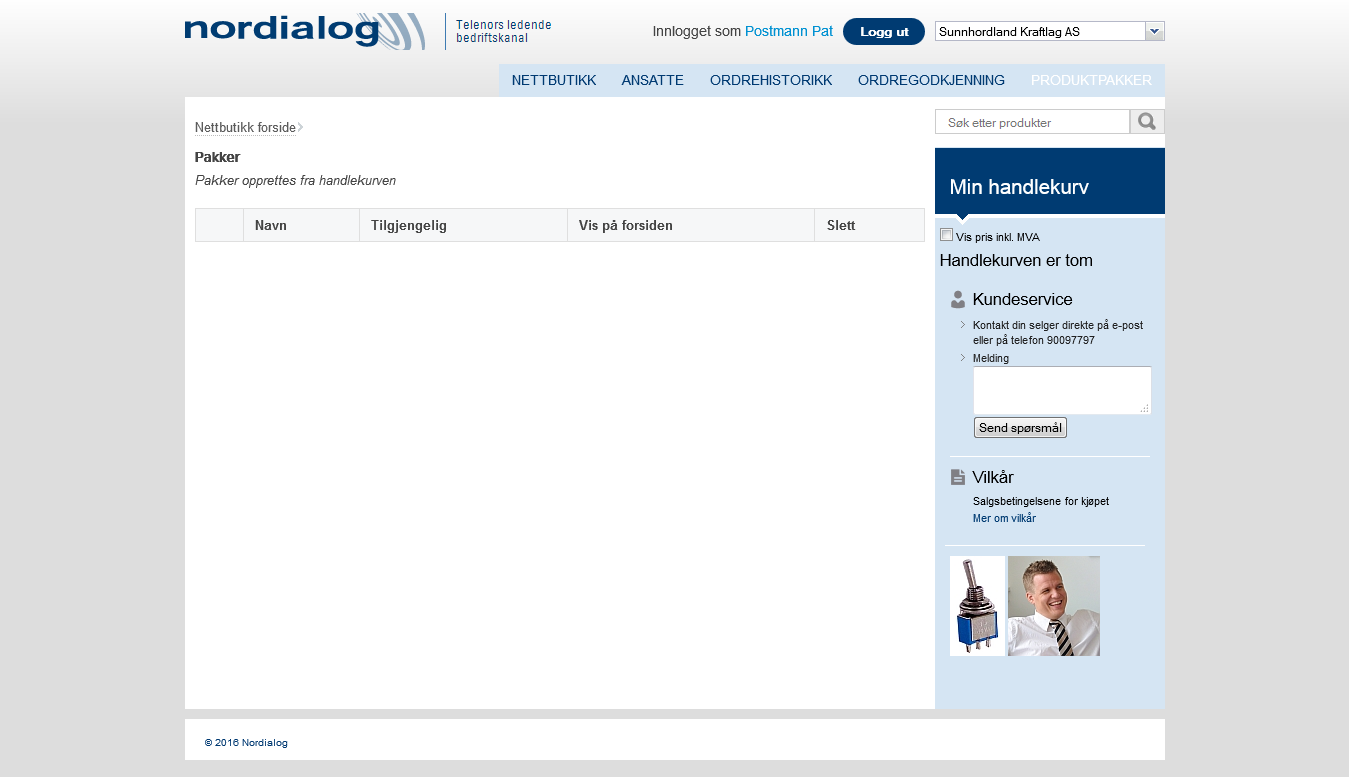 nordialog
Telenors ledende
bedriftskanal
Innlogget som Postmann Pat
Logg ut
Sunnhordland Kraftlag AS
NETTBUTIKK ANSATTE ORDREHISTORIKK ORDREGODKJENNING PRODUKTPAKKER
Nettbutikk forside
Søk etter produkter
Pakker
Pakker opprettes fra handlekurven
Navn Tilgjengelig Vis på forsiden Slett
Min handlekurv
Vis pris inkl. MVA
Handlekurven er tom
Kundeservice
Kontakt din selger direkte på e-post
eller på telefon 90097797
Melding
Send spørsmål
Vilkår
Salgsbetingelsene for kjøpet
Mer om vilkår
© 2016 Nordialog